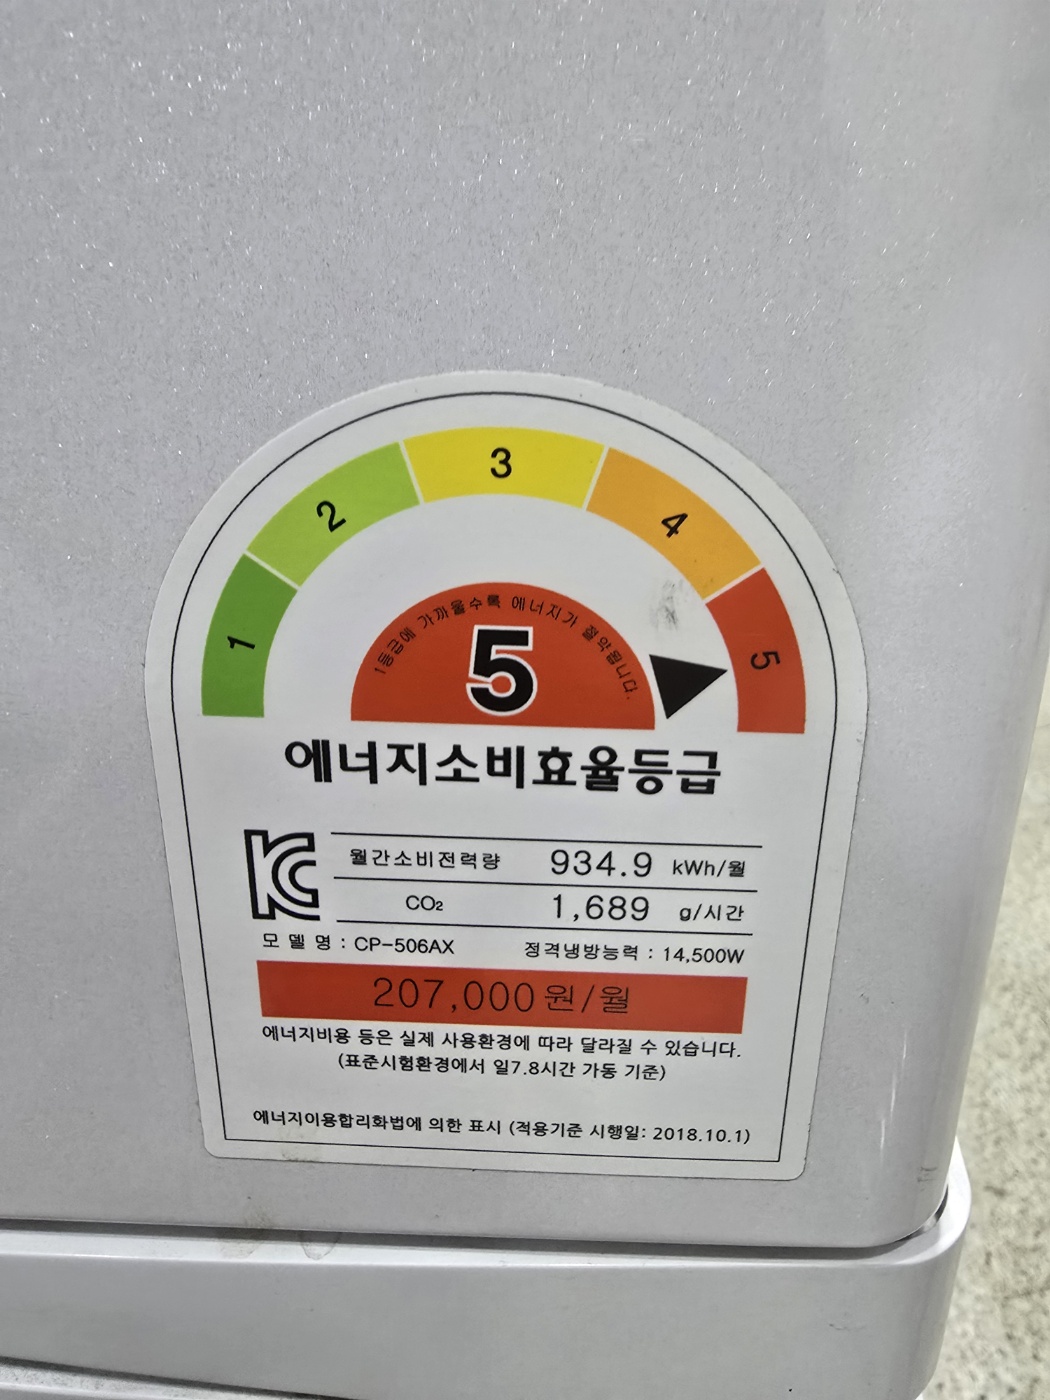 1
2
3
4
5
1등급에 가까울수록 에너지가 절약됩니다.
5
에너지소비효율등급
KC
월간소비전력량 934.9 kWh/월
CO₂ 1,689 g/시간
모 델 명 : CP-506AX 정격냉방능력 : 14,500W
207,000원/월
에너지비용 등은 실제 사용환경에 따라 달라질 수 있습니다.
(표준시험환경에서 일7.8시간 가동 기준)
에너지이용합리화법에 의한 표시 (적용기준 시행일: 2018.10.1)